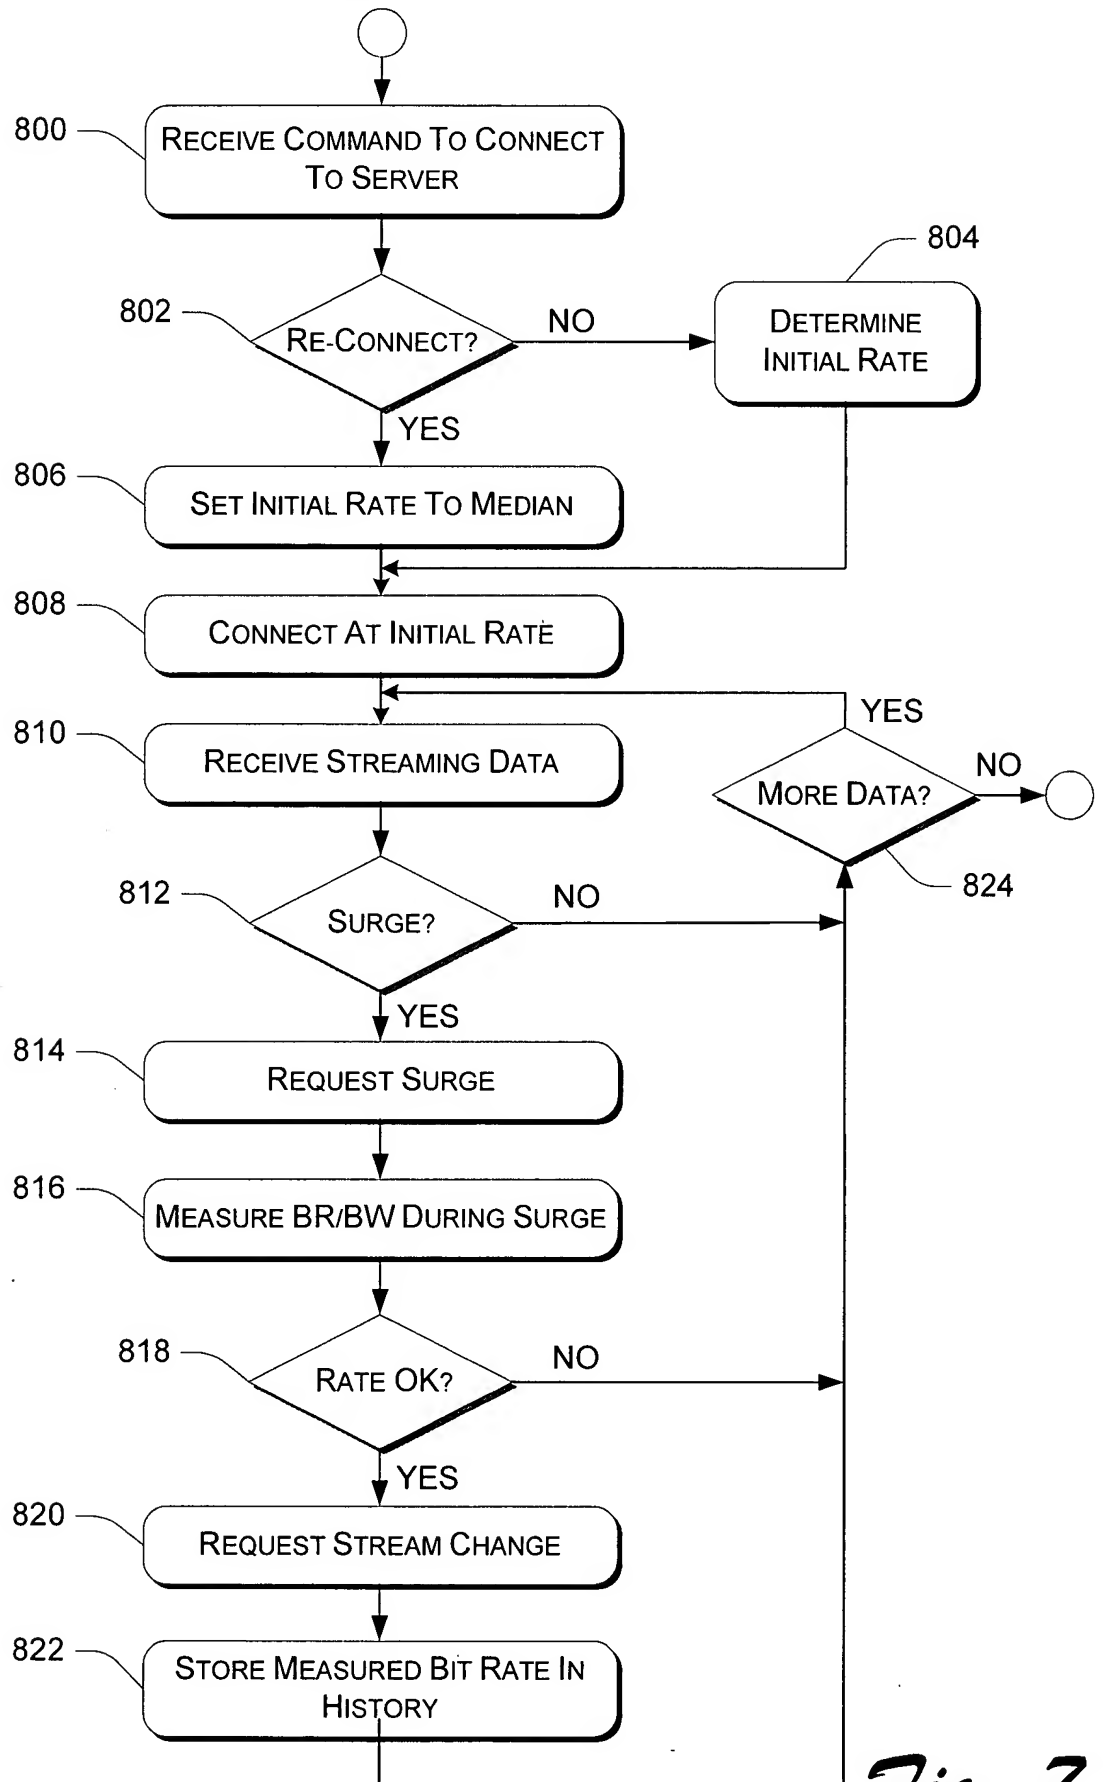 800
RECEIVE COMMAND TO CONNECT
TO SERVER
804
802
RE-CONNECT?
NO
DETERMINE
INITIAL RATE
YES
806
SET INITIAL RATE TO MEDIAN
808
CONNECT AT INITIAL RATE
810
RECEIVE STREAMING DATA
YES
MORE DATA?
NO
824
812
SURGE?
NO
YES
814
REQUEST SURGE
816
MEASURE BR/BW DURING SURGE
818
RATE OK?
NO
YES
820
REQUEST STREAM CHANGE
822
STORE MEASURED BIT RATE IN
HISTORY